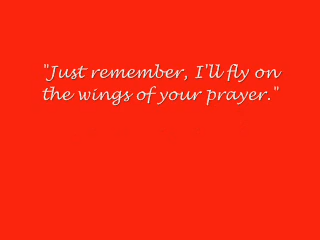 "Just remember, I'll fly on
the wings of your prayer."